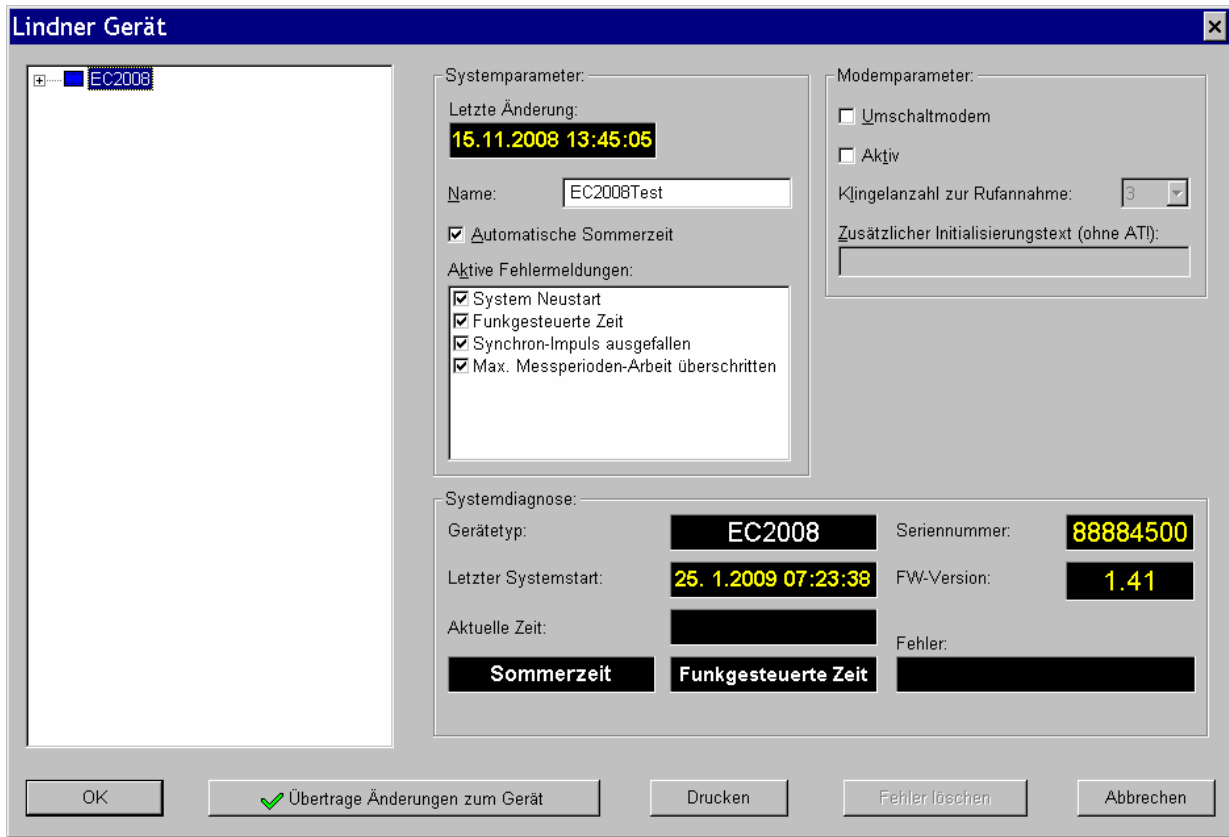 Lindner Gerät
EC2008
Systemparameter:
Letzte Änderung:
15.11.2008 13:45:05
Name:
EC2008Test
Automatische Sommerzeit
Aktive Fehlermeldungen:
System Neustart
Funkgesteuerte Zeit
Synchron-Impuls ausgefallen
Max. Messperioden-Arbeit überschritten
Modemparameter:
Umschaltmodem
Aktiv
Klingelanzahl zur Rufannahme:
3
Zusätzlicher Initialisierungstext (ohne AT!):
Systemdiagnose:
Gerätetyp:
EC2008
Seriennummer:
88884500
Letzter Systemstart:
25. 1.2009 07:23:38
FW-Version:
1.41
Aktuelle Zeit:
Fehler:
Sommerzeit
Funkgesteuerte Zeit
OK
Übertrage Änderungen zum Gerät
Drucken
Fehler löschen
Abbrechen